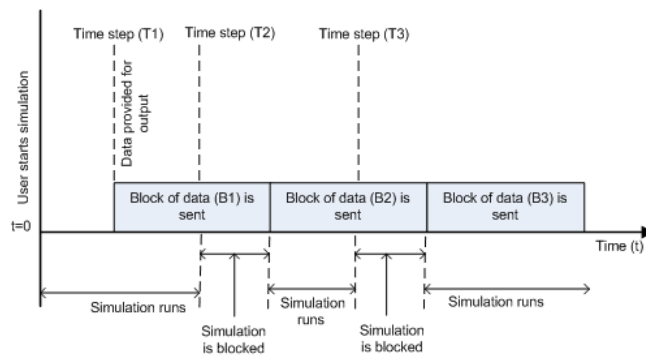 Time step (T1)
Time step (T2)
Time step (T3)
User starts simulation
Data provided for
output
Block of data (B1) is
sent
Block of data (B2) is
sent
Block of data (B3) is
sent
t=0
Time (t)
Simulation runs
Simulation
is blocked
Simulation
runs
Simulation
is blocked
Simulation runs